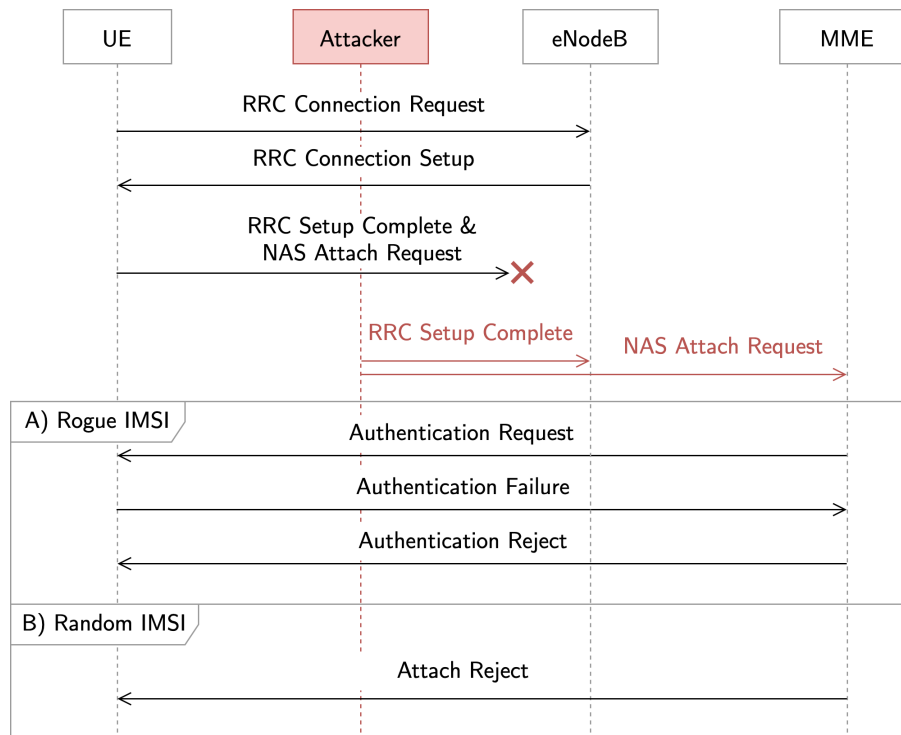 UE
Attacker
eNodeB
MME
RRC Connection Request
RRC Connection Setup
RRC Setup Complete &
NAS Attach Request
RRC Setup Complete
NAS Attach Request
A) Rogue IMSI
Authentication Request
Authentication Failure
Authentication Reject
B) Random IMSI
Attach Reject